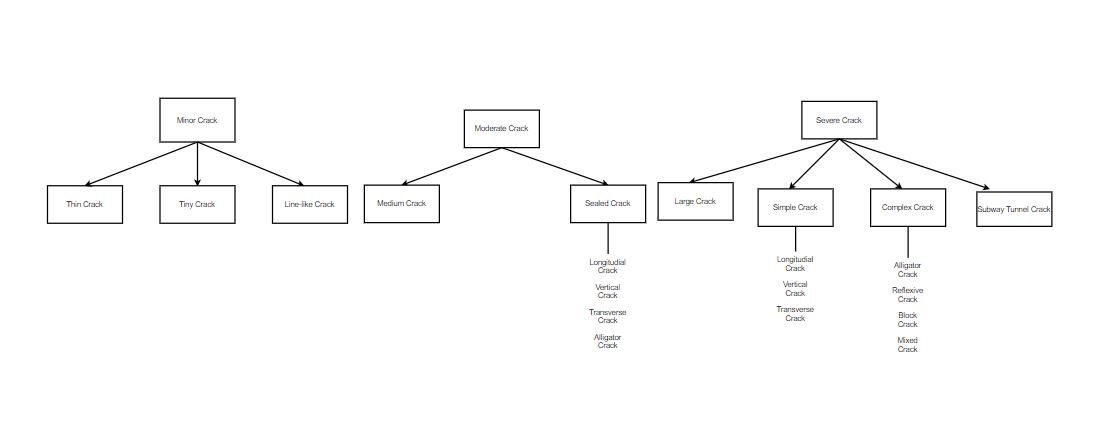 Minor Crack
Thin Crack
Tiny Crack
Line-like Crack
Moderate Crack
Medium Crack
Sealed Crack
Longitudial
Crack
Vertical
Crack
Transverse
Crack
Alligator
Crack
Severe Crack
Large Crack
Simple Crack
Longitudial
Crack
Vertical
Crack
Transverse
Crack
Complex Crack
Alligator
Crack
Reflexive
Crack
Block
Crack
Mixed
Crack
Subway Tunnel Crack